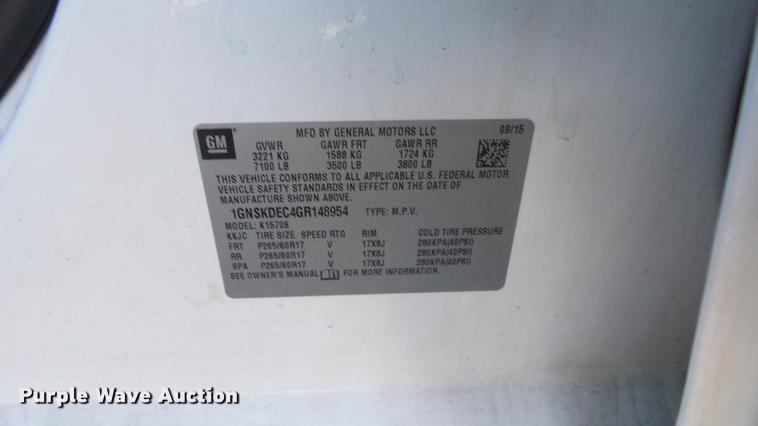 GM
MFD BY GENERAL MOTORS LLC 09/15
GVWR GAWR FRT GAWR RR
3221 KG 1588 KG 1724 KG
7100 LB 3500 LB 3800 LB
THIS VEHICLE CONFORMS TO ALL APPLICABLE U.S. FEDERAL MOTOR
VEHICLE SAFETY STANDARDS IN EFFECT ON THE DATE OF
MANUFACTURE SHOWN ABOVE.
1GNSKDEC4GR148954 TYPE: M.P.V.
MODEL: K15706
KKJC TIRE SIZE SPEED RTG RIM COLD TIRE PRESSURE
FRT P265/60R17 V 17X8J 280KPA(40PSI)
RR P265/60R17 V 17X8J 280KPA(40PSI)
SPA P265/60R17 V 17X8J 280KPA(40PSI)
SEE OWNER'S MANUAL FOR MORE INFORMATION.
Purple Wave Auction